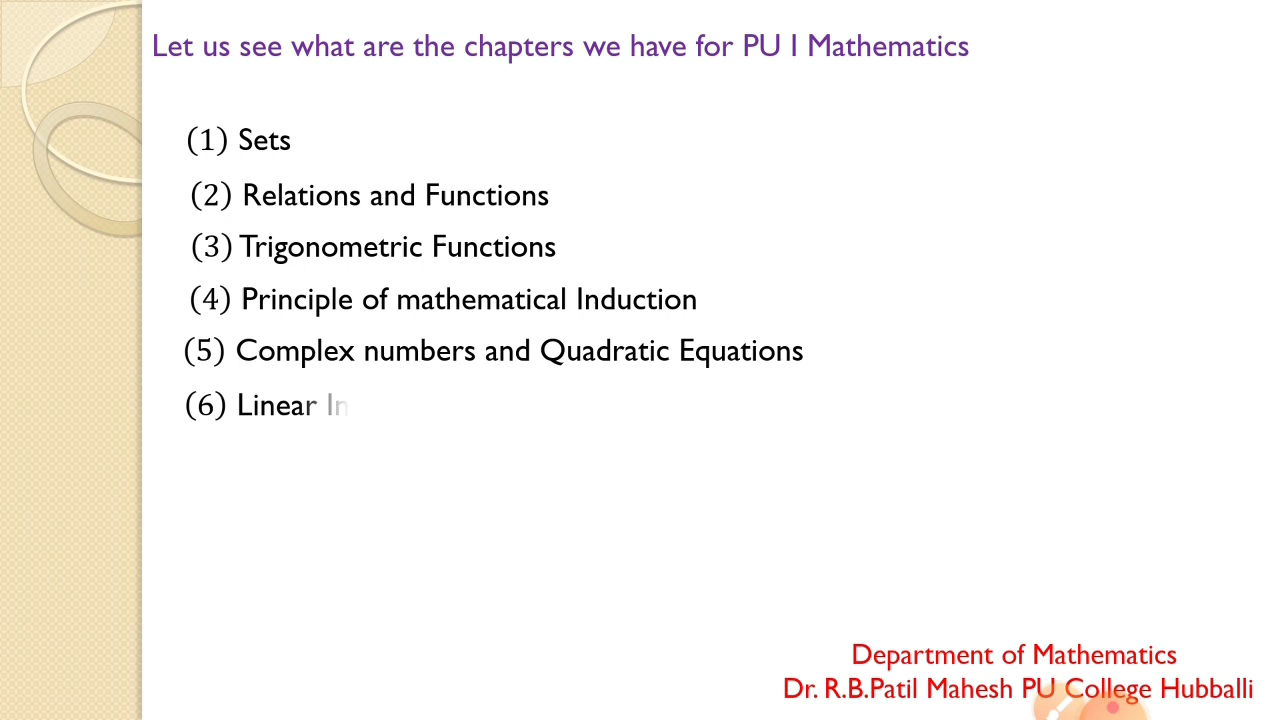 Let us see what are the chapters we have for PU I Mathematics
(1) Sets
(2) Relations and Functions
(3) Trigonometric Functions
(4) Principle of mathematical Induction
(5) Complex numbers and Quadratic Equations
(6) Linear In
Department of Mathematics
Dr. R.B.Patil Mahesh PU College Hubballi